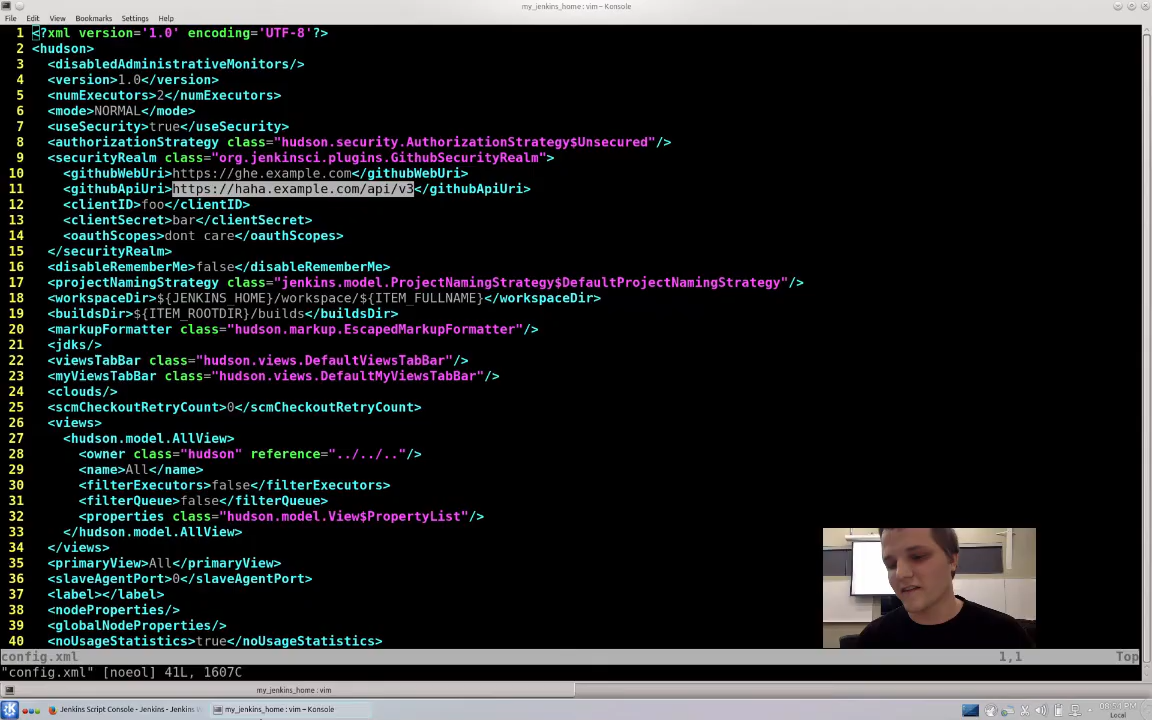 my_jenkins_home : vim – Konsole
File Edit View Bookmarks Settings Help
1 <?xml version='1.0' encoding='UTF-8'?>
2 <hudson>
3 <disabledAdministrativeMonitors/>
4 <version>1.0</version>
5 <numExecutors>2</numExecutors>
6 <mode>NORMAL</mode>
7 <useSecurity>true</useSecurity>
8 <authorizationStrategy class="hudson.security.AuthorizationStrategy$Unsecured"/>
9 <securityRealm class="org.jenkinsci.plugins.GithubSecurityRealm">
10 <githubWebUri>https://ghe.example.com</githubWebUri>
11 <githubApiUri>https://haha.example.com/api/v3</githubApiUri>
12 <clientID>foo</clientID>
13 <clientSecret>bar</clientSecret>
14 <oauthScopes>dont care</oauthScopes>
15 </securityRealm>
16 <disableRememberMe>false</disableRememberMe>
17 <projectNamingStrategy class="jenkins.model.ProjectNamingStrategy$DefaultProjectNamingStrategy"/>
18 <workspaceDir>${JENKINS_HOME}/workspace/${ITEM_FULLNAME}</workspaceDir>
19 <buildsDir>${ITEM_ROOTDIR}/builds</buildsDir>
20 <markupFormatter class="hudson.markup.EscapedMarkupFormatter"/>
21 <jdks/>
22 <viewsTabBar class="hudson.views.DefaultViewsTabBar"/>
23 <myViewsTabBar class="hudson.views.DefaultMyViewsTabBar"/>
24 <clouds/>
25 <scmCheckoutRetryCount>0</scmCheckoutRetryCount>
26 <views>
27 <hudson.model.AllView>
28 <owner class="hudson" reference="../../.."/>
29 <name>All</name>
30 <filterExecutors>false</filterExecutors>
31 <filterQueue>false</filterQueue>
32 <properties class="hudson.model.View$PropertyList"/>
33 </hudson.model.AllView>
34 </views>
35 <primaryView>All</primaryView>
36 <slaveAgentPort>0</slaveAgentPort>
37 <label></label>
38 <nodeProperties/>
39 <globalNodeProperties/>
40 <noUsageStatistics>true</noUsageStatistics>
config.xml 1,1 Top
"config.xml" [noeol] 41L, 1607C
my_jenkins_home : vim
Jenkins Script Console - Jenkins - Jenkins my_jenkins_home : vim – Konsole 08:51 PM
Local